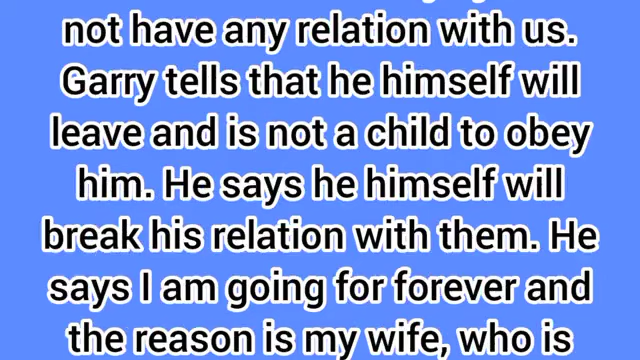 not have any relation with us.
Garry tells that he himself will
leave and is not a child to obey
him. He says he himself will
break his relation with them. He
says I am going for forever and
the reason is my wife, who is